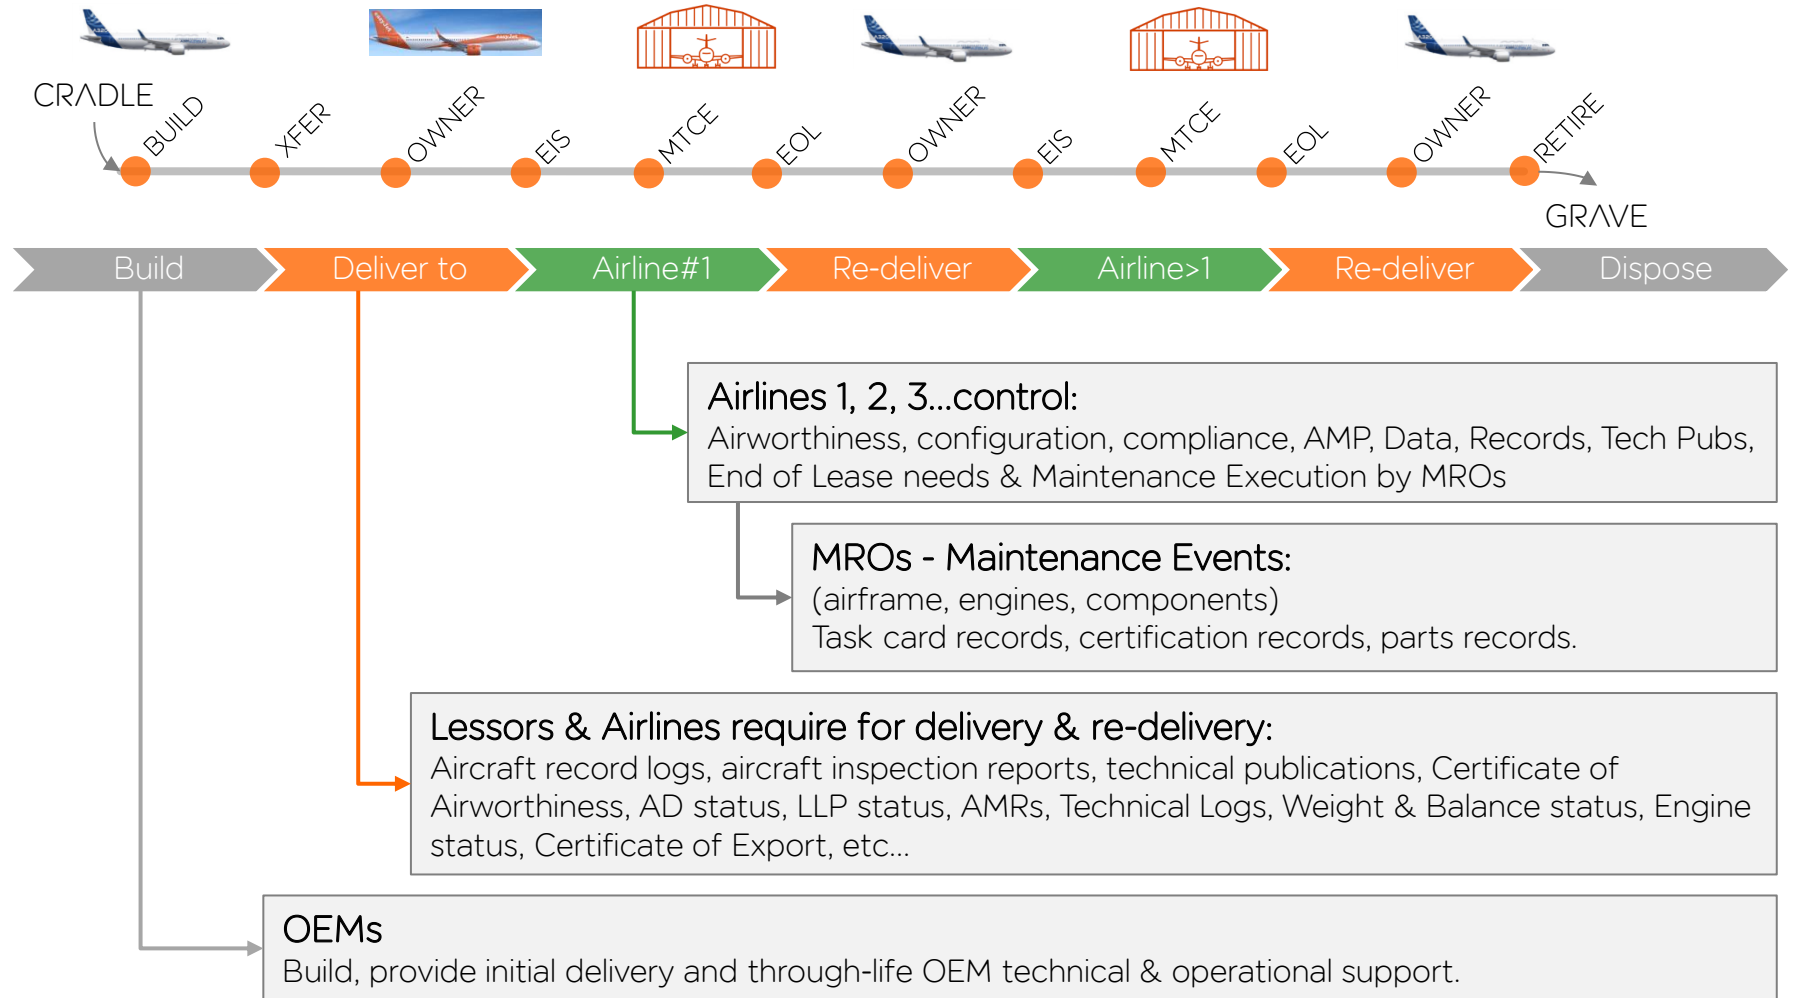 CRADLE
BUILD
XFER
OWNER
EIS
MTCE
EOL
OWNER
EIS
MTCE
EOL
OWNER
RETIRE
GRAVE
Build
Deliver to
Airline#1
Re-deliver
Airline>1
Re-deliver
Dispose
Airlines 1, 2, 3...control:
Airworthiness, configuration, compliance, AMP, Data, Records, Tech Pubs,
End of Lease needs & Maintenance Execution by MROs
MROs - Maintenance Events:
(airframe, engines, components)
Task card records, certification records, parts records.
Lessors & Airlines require for delivery & re-delivery:
Aircraft record logs, aircraft inspection reports, technical publications, Certificate of
Airworthiness, AD status, LLP status, AMRs, Technical Logs, Weight & Balance status, Engine
status, Certificate of Export, etc...
OEMs
Build, provide initial delivery and through-life OEM technical & operational support.